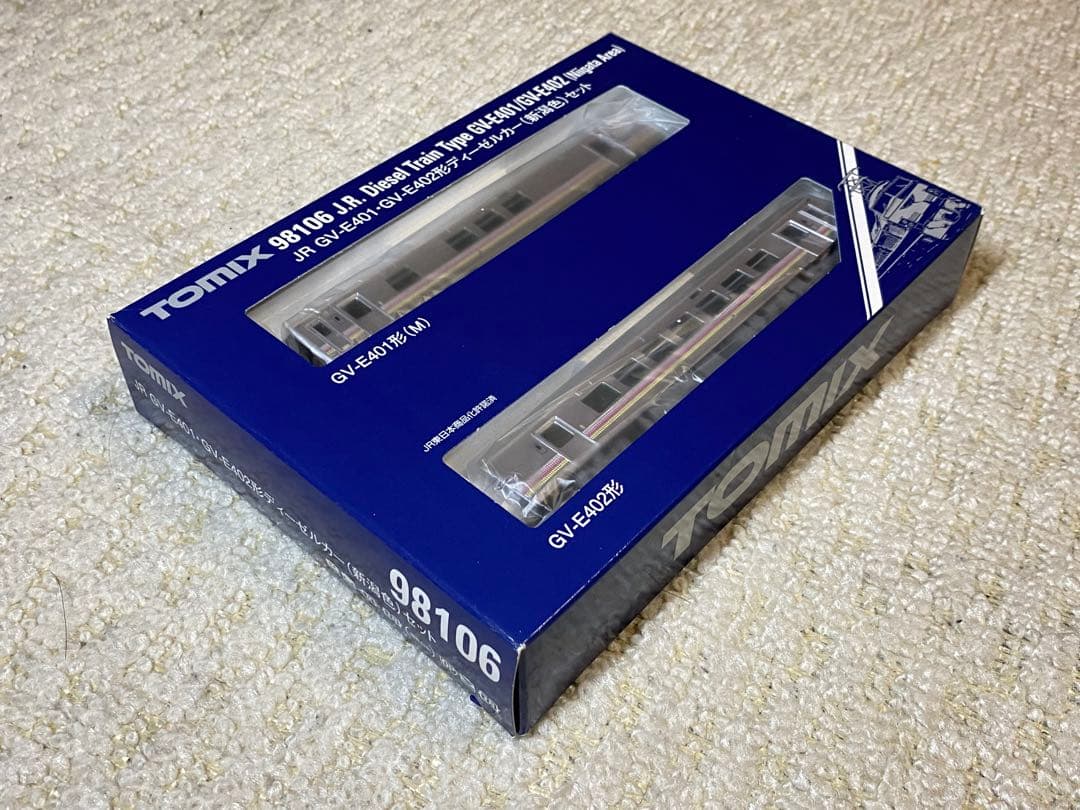 TOMIX 98106 J.R. Diesel Train Type GV-E401/GV-E402 (Niigata Area)
JR GV-E401・GV-E402形ディーゼルカー(新潟色)セット
GV-E401形(M)
JR東日本商品化許諾済
GV-E402形
TOMIX
TOMIX
JR GV-E401・GV-E402形ディーゼルカー(新潟色)セット
98106